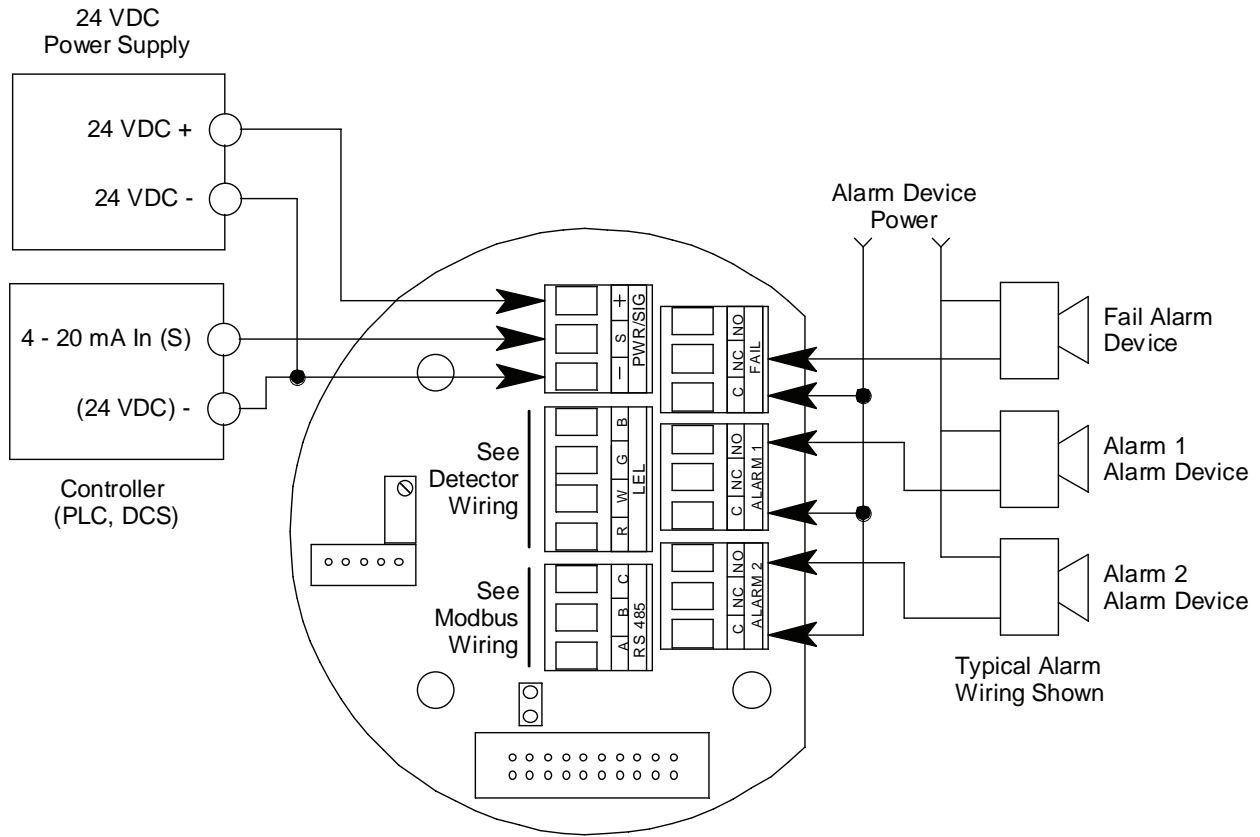 24 VDC
Power Supply
24 VDC +
24 VDC -
4 - 20 mA In (S)
(24 VDC) -
Controller
(PLC, DCS)
+
S
-
PWR/SIG
See
Detector
Wiring
B
G
W
R
LEL
See
Modbus
Wiring
C
B
A
RS 485
NO
NC
C
FAIL
NO
NC
C
ALARM 1
NO
NC
C
ALARM 2
Alarm Device
Power
Fail Alarm
Device
Alarm 1
Alarm Device
Alarm 2
Alarm Device
Typical Alarm
Wiring Shown